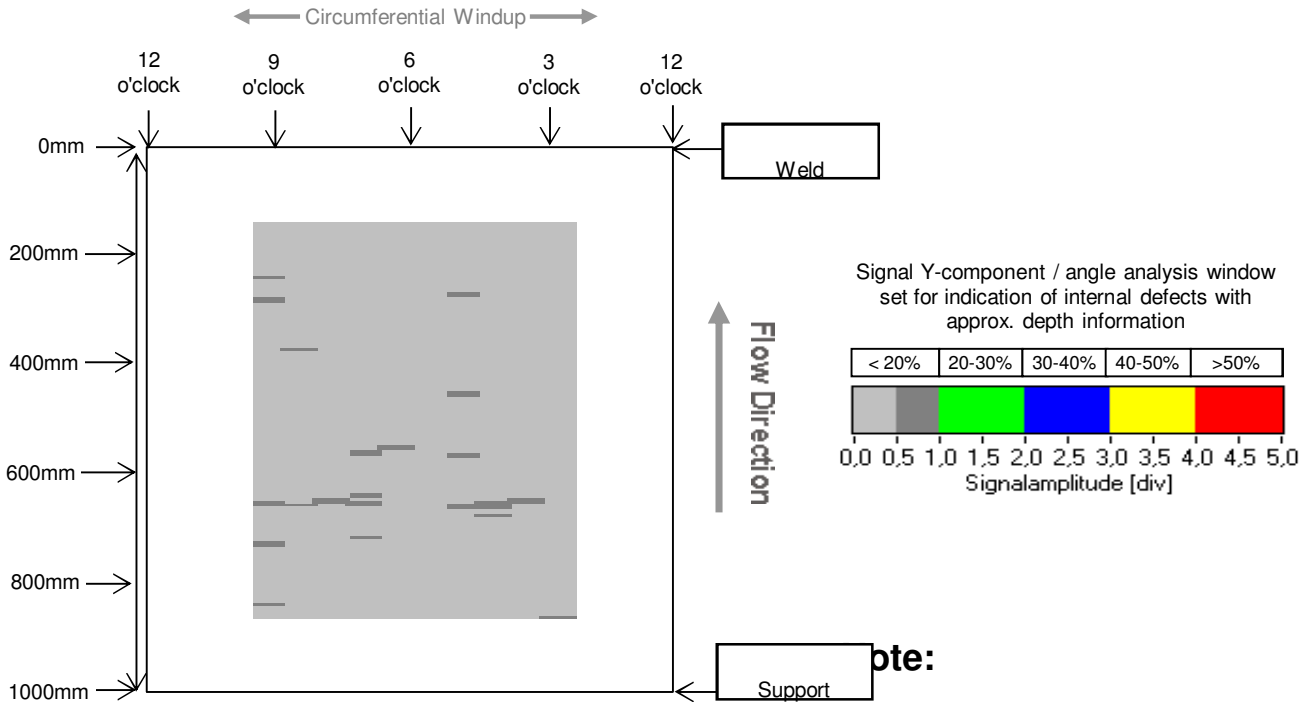 Circumferential Windup
12
o'clock
9
o'clock
6
o'clock
3
o'clock
12
o'clock
0mm
Weld
200mm
400mm
600mm
800mm
1000mm
Flow Direction
Signal Y-component / angle analysis window
set for indication of internal defects with
approx. depth information
< 20% 20-30% 30-40% 40-50% >50%
0,0 0,5 1,0 1,5 2,0 2,5 3,0 3,5 4,0 4,5 5,0
Signalamplitude [div]
ote:
Support